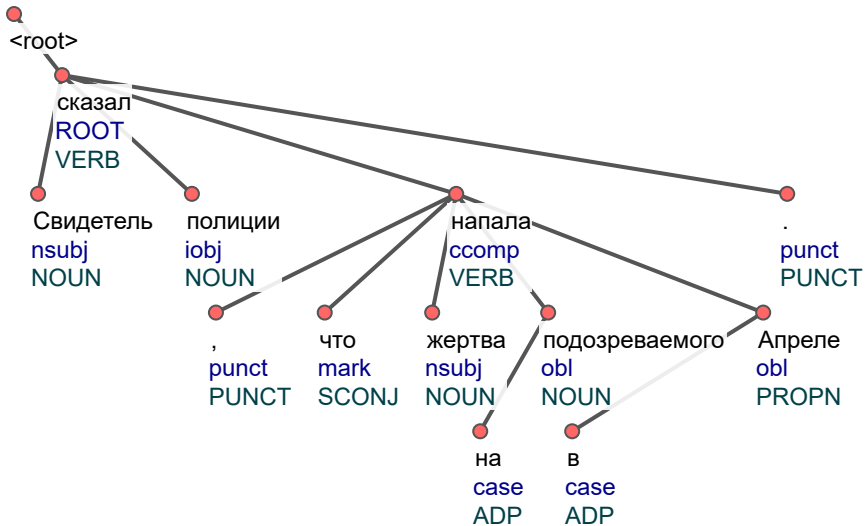 <root>
сказал
ROOT
VERB
Свидетель полиции напала .
nsubj iobj ccomp punct
NOUN NOUN VERB PUNCT
, что жертва подозреваемого Апреле
punct mark nsubj obl obl
PUNCT SCONJ NOUN NOUN PROPN
на в
case case
ADP ADP